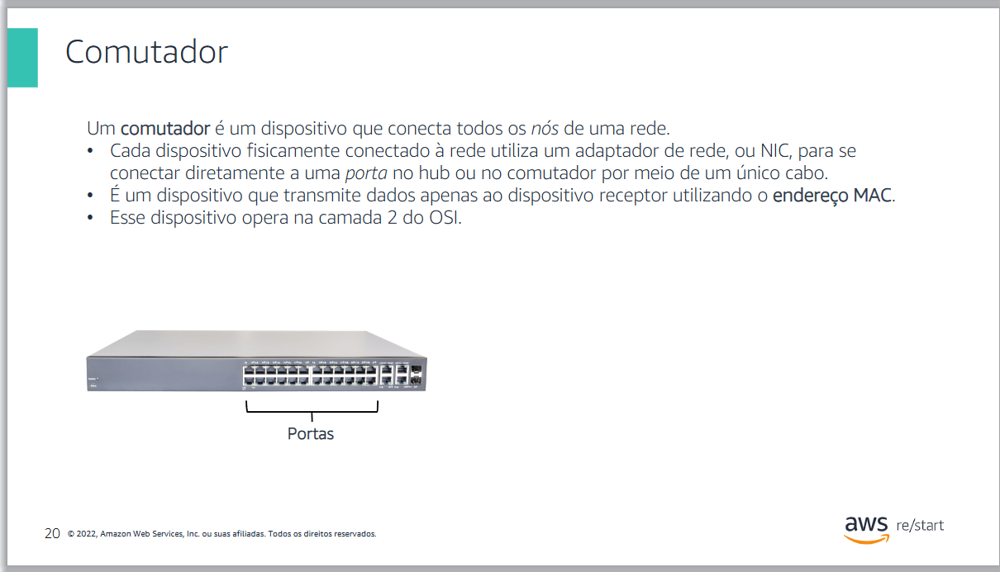 Comutador
Um comutador é um dispositivo que conecta todos os nós de uma rede.
• Cada dispositivo fisicamente conectado à rede utiliza um adaptador de rede, ou NIC, para se
conectar diretamente a uma porta no hub ou no comutador por meio de um único cabo.
• É um dispositivo que transmite dados apenas ao dispositivo receptor utilizando o endereço MAC.
• Esse dispositivo opera na camada 2 do OSI.
Portas
20 © 2022, Amazon Web Services, Inc. ou suas afiliadas. Todos os direitos reservados.
aws re/start